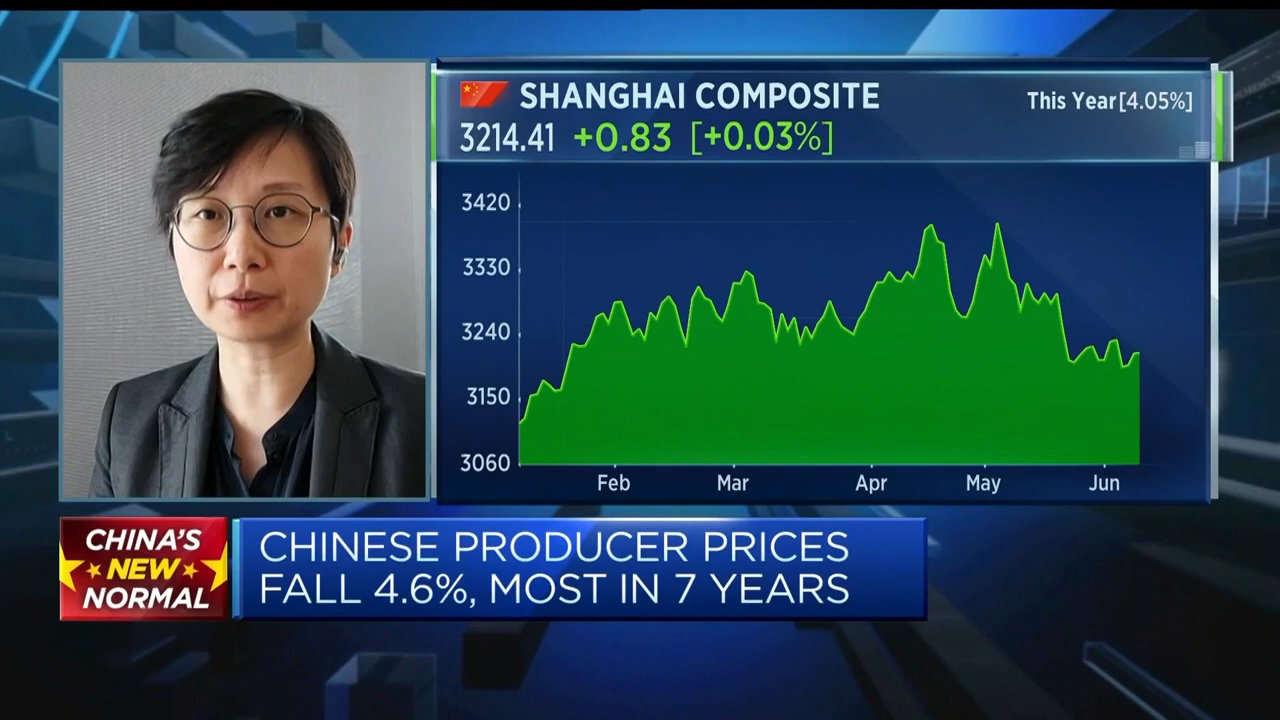 SHANGHAI COMPOSITE
This Year[4.05%]
3214.41 +0.83 [+0.03%]
3420
3330
3240
3150
3060
Feb Mar Apr May Jun
CHINA'S
NEW
NORMAL
CHINESE PRODUCER PRICES
FALL 4.6%, MOST IN 7 YEARS